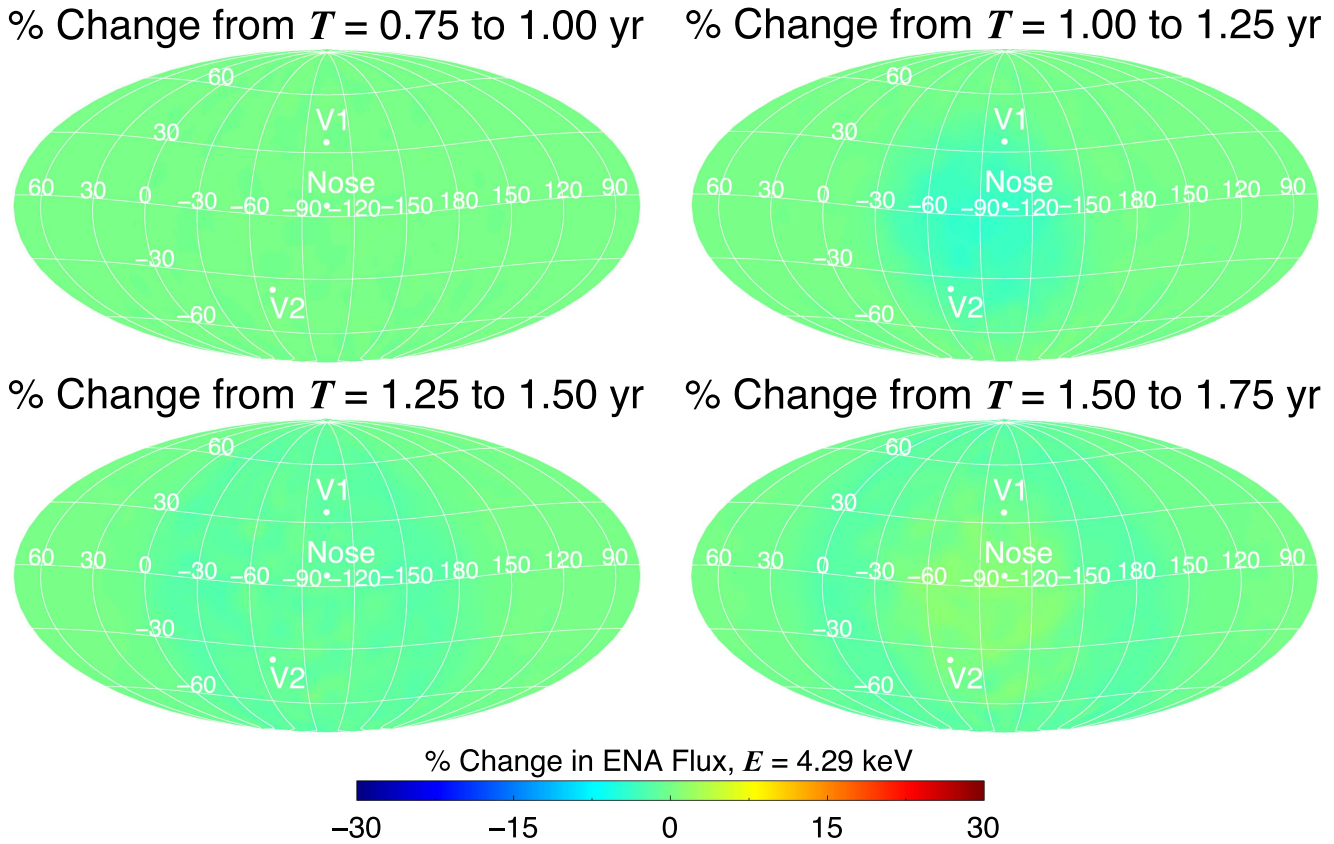 % Change from T = 0.75 to 1.00 yr
60
V1
30
Nose
60 30 0 −30 −60 −90 −120 −150 180 150 120 90
−30
V2
−60
% Change from T = 1.00 to 1.25 yr
60
V1
30
Nose
60 30 0 −30 −60 −90 −120 −150 180 150 120 90
−30
V2
−60
% Change from T = 1.25 to 1.50 yr
60
V1
30
Nose
60 30 0 −30 −60 −90 −120 −150 180 150 120 90
−30
V2
−60
% Change from T = 1.50 to 1.75 yr
60
V1
30
Nose
60 30 0 −30 −60 −90 −120 −150 180 150 120 90
−30
V2
−60
% Change in ENA Flux, E = 4.29 keV
−30 −15 0 15 30